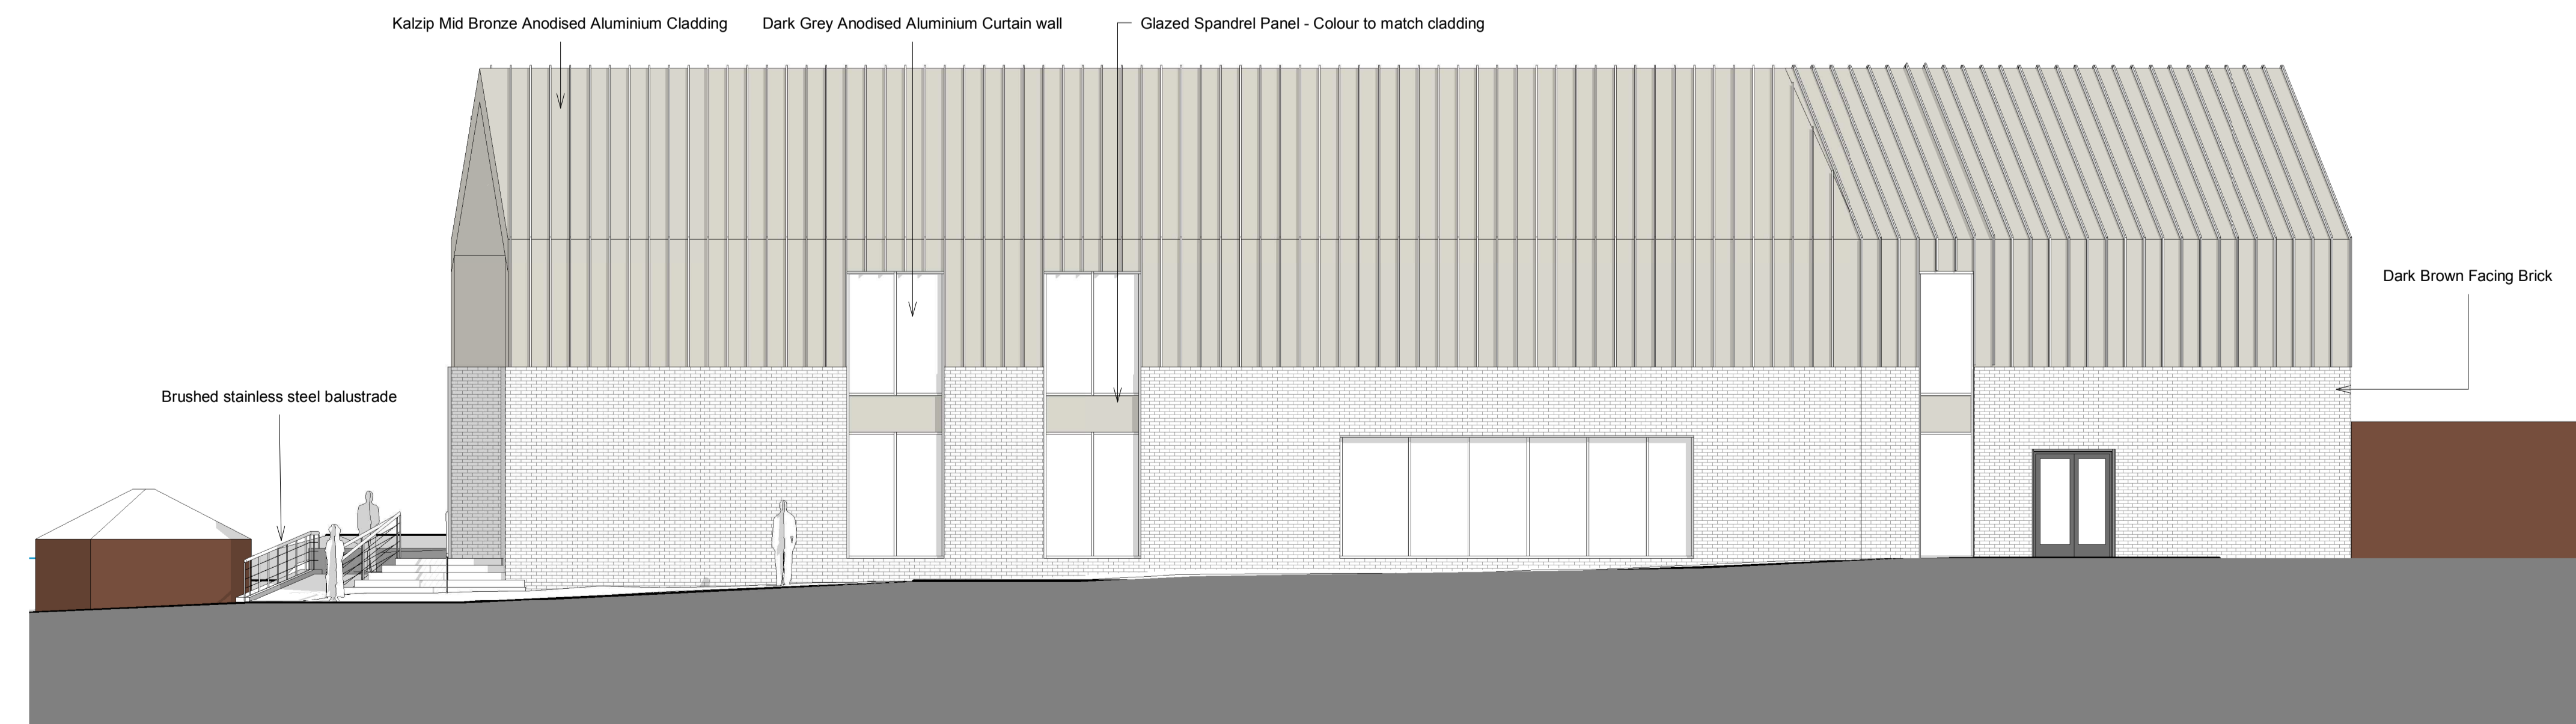 Kalzip Mid Bronze Anodised Aluminium Cladding
Dark Grey Anodised Aluminium Curtain wall
Glazed Spandrel Panel - Colour to match cladding
Dark Brown Facing Brick
Brushed stainless steel balustrade